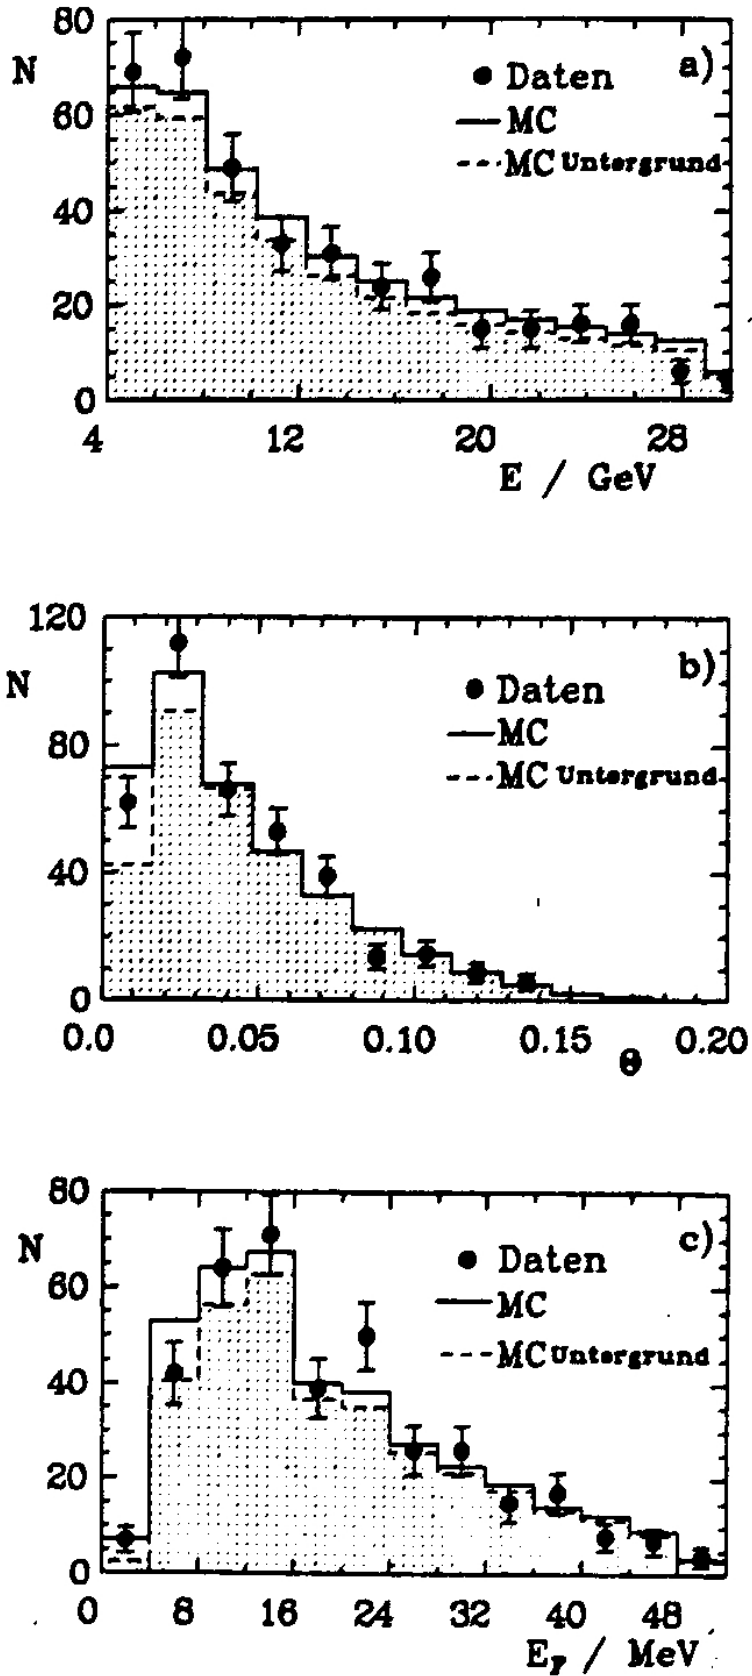 80
N
a)
Daten
60
MC
MC Untergrund
40
20
0
4 12 20 28
E / GeV
120
b)
N
Daten
MC
80
MC Untergrund
40
0
0.0 0.05 0.10 0.15 0.20
Θ
80
N
c)
Daten
60
MC
MC Untergrund
40
20
0
0 8 16 24 32 40 48
Eγ / MeV